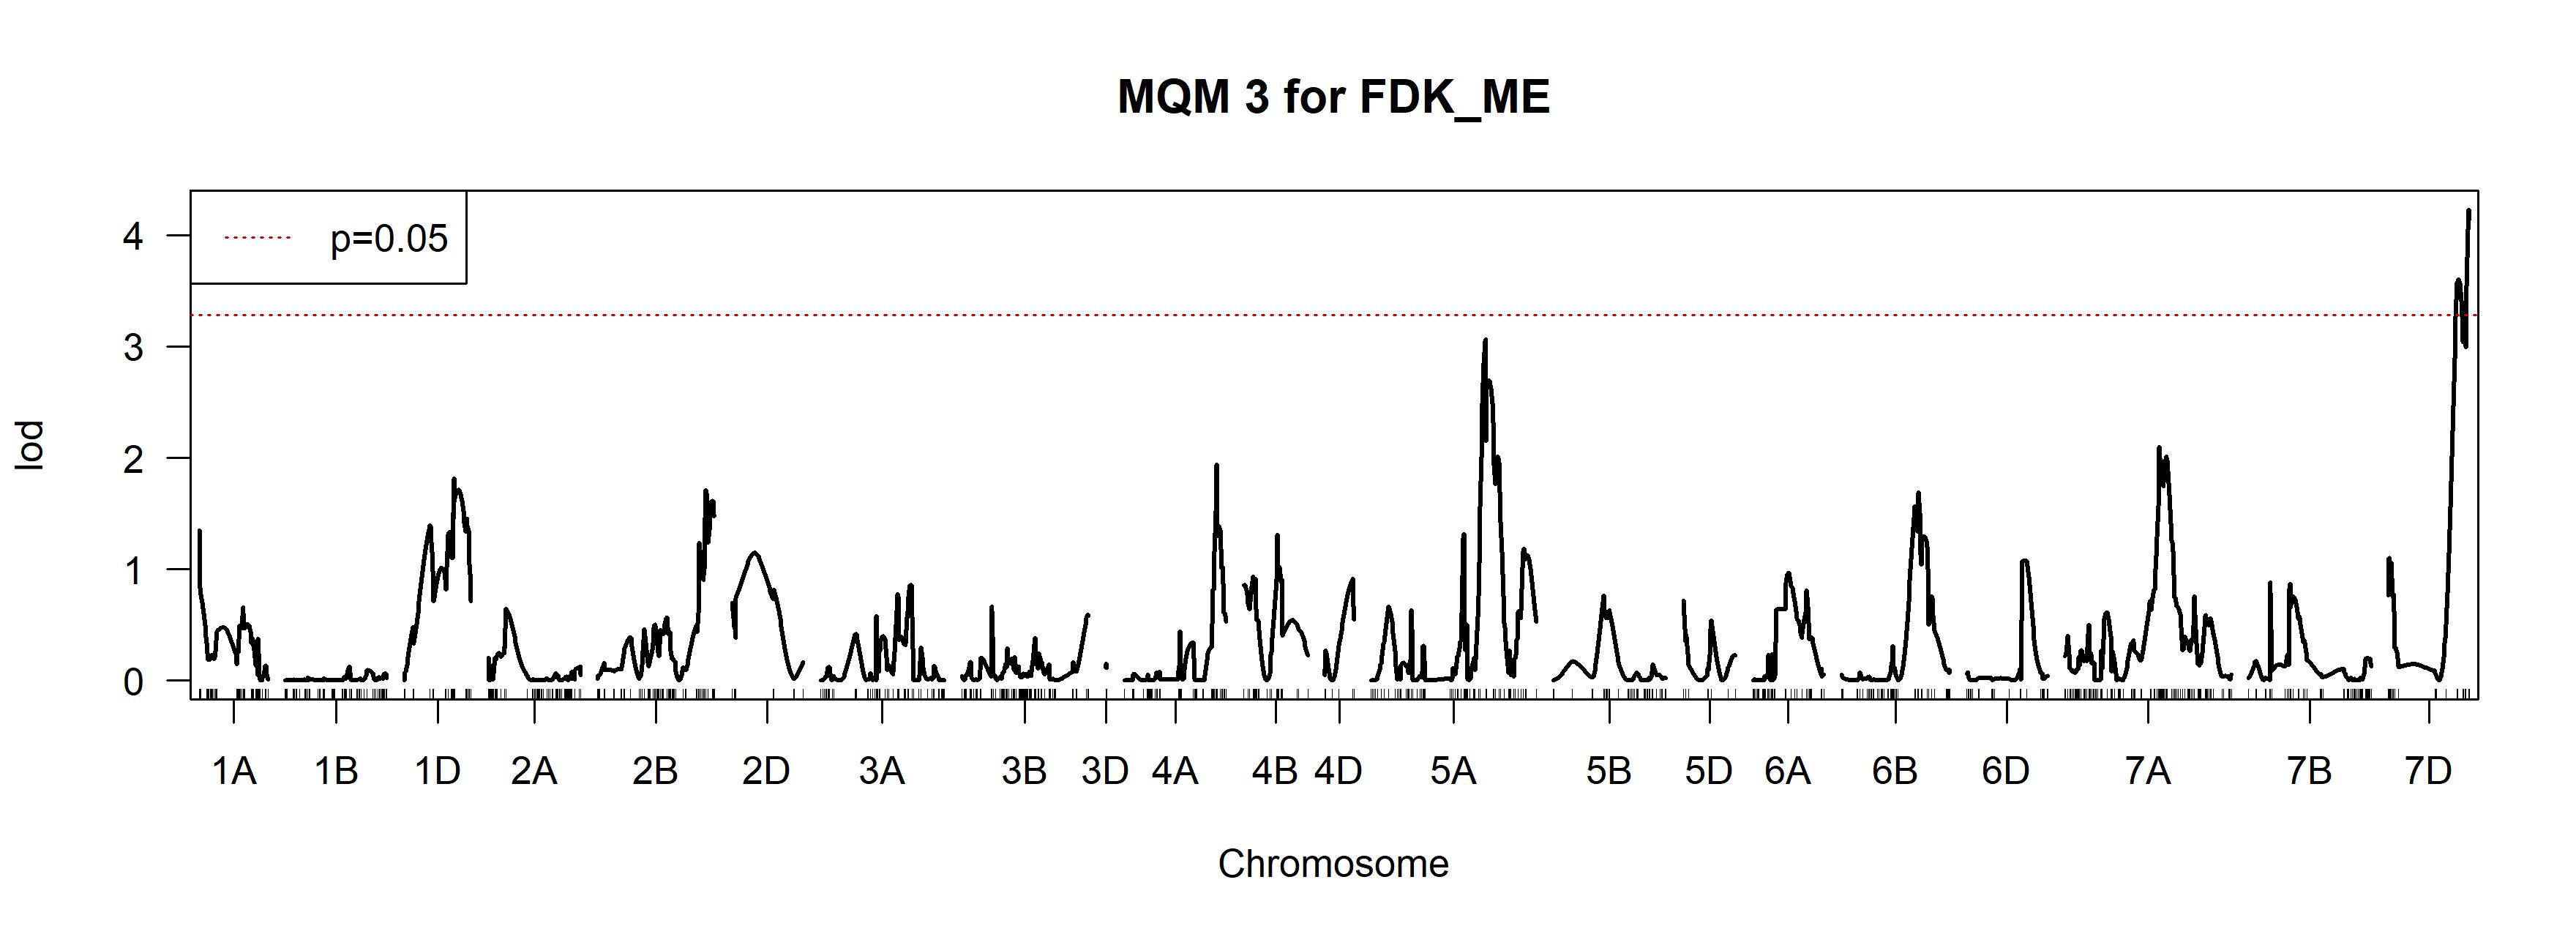 MQM 3 for FDK_ME
p=0.05
4
3
2
1
0
lod
1A 1B 1D 2A 2B 2D 3A 3B 3D 4A 4B 4D 5A 5B 5D 6A 6B 6D 7A 7B 7D
Chromosome